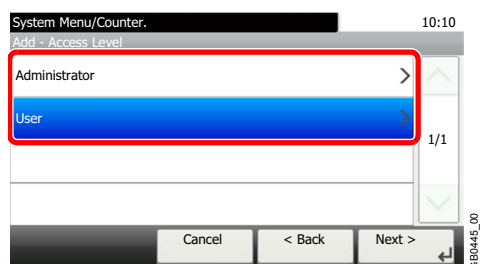 System Menu/Counter. 10:10
Add - Access Level
Administrator
User
1/1
Cancel < Back Next >
GB0445_00